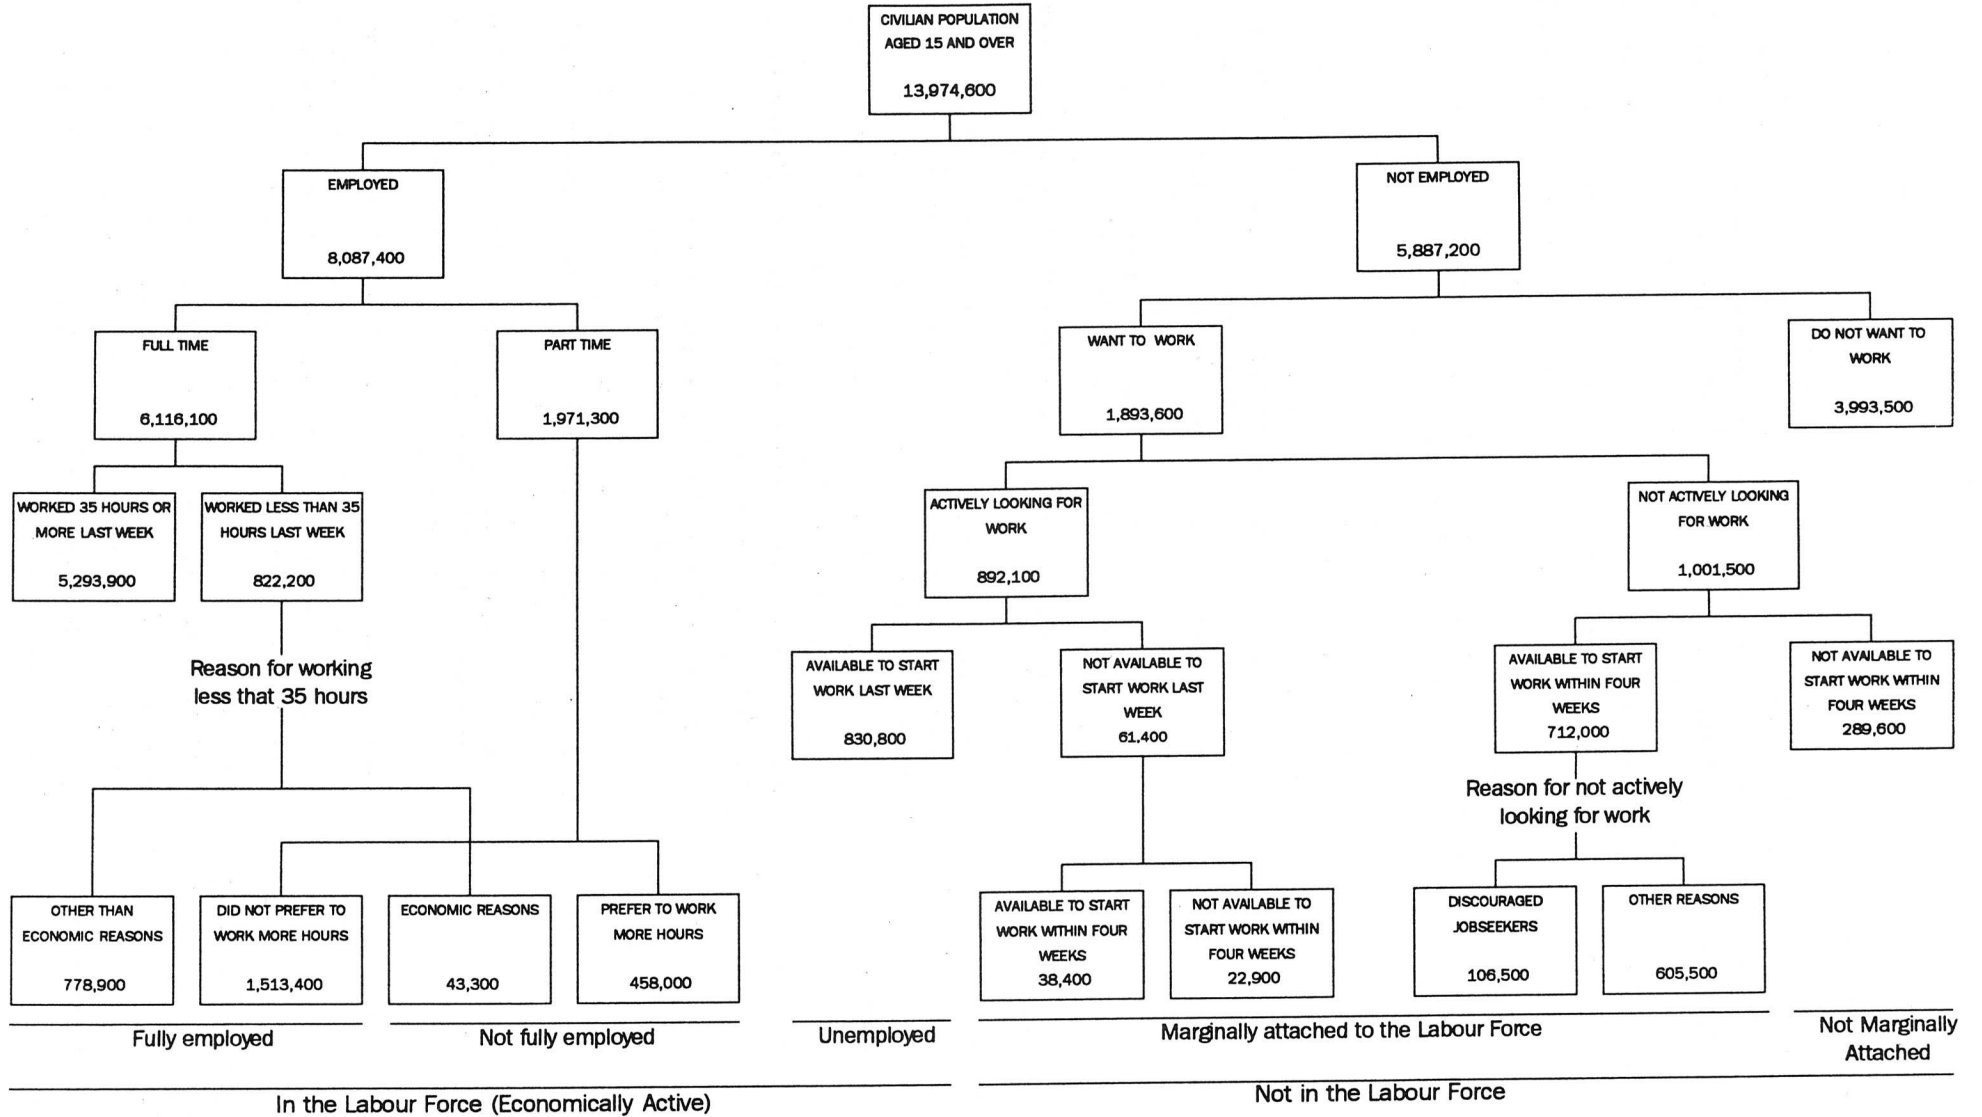 CIVILIAN POPULATION
AGED 15 AND OVER
13,974,600
EMPLOYED
8,087,400
NOT EMPLOYED
5,887,200
FULL TIME
6,116,100
PART TIME
1,971,300
WANT TO WORK
1,893,600
DO NOT WANT TO
WORK
3,993,500
WORKED 35 HOURS OR
MORE LAST WEEK
5,293,900
WORKED LESS THAN 35
HOURS LAST WEEK
822,200
ACTIVELY LOOKING FOR
WORK
892,100
NOT ACTIVELY LOOKING
FOR WORK
1,001,500
Reason for working
less that 35 hours
AVAILABLE TO START
WORK LAST WEEK
830,800
NOT AVAILABLE TO
START WORK LAST
WEEK
61,400
AVAILABLE TO START
WORK WITHIN FOUR
WEEKS
712,000
NOT AVAILABLE TO
START WORK WITHIN
FOUR WEEKS
289,600
Reason for not actively
looking for work
OTHER THAN
ECONOMIC REASONS
778,900
DID NOT PREFER TO
WORK MORE HOURS
1,513,400
ECONOMIC REASONS
43,300
PREFER TO WORK
MORE HOURS
458,000
AVAILABLE TO START
WORK WITHIN FOUR
WEEKS
38,400
NOT AVAILABLE TO
START WORK WITHIN
FOUR WEEKS
22,900
DISCOURAGED
JOBSEEKERS
106,500
OTHER REASONS
605,500
Fully employed
Not fully employed
Unemployed
Marginally attached to the Labour Force
Not Marginally
Attached
In the Labour Force (Economically Active)
Not in the Labour Force